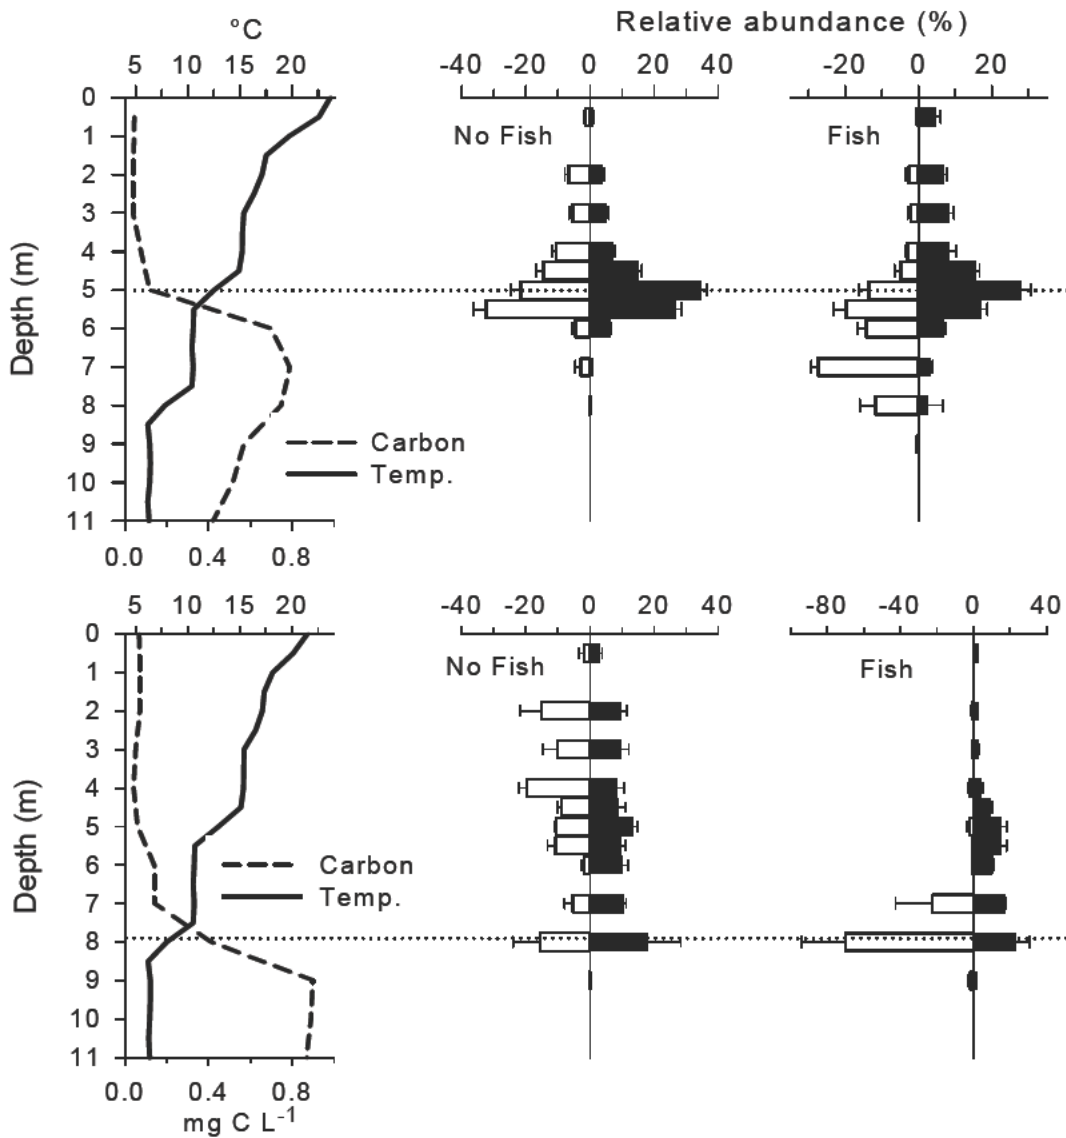 °C Relative abundance (%)
5 10 15 20 -40 -20 0 20 40 -20 0 20
0
1 No Fish Fish
2
3
4
5
6
7
8
9 Carbon
10 Temp.
11
0.0 0.4 0.8
Depth (m)
5 10 15 20 -40 -20 0 20 40 -80 -40 0 40
0
1 No Fish Fish
2
3
4
5
6 Carbon
7 Temp.
8
9
10
11
0.0 0.4 0.8
mg C L⁻¹
Depth (m)